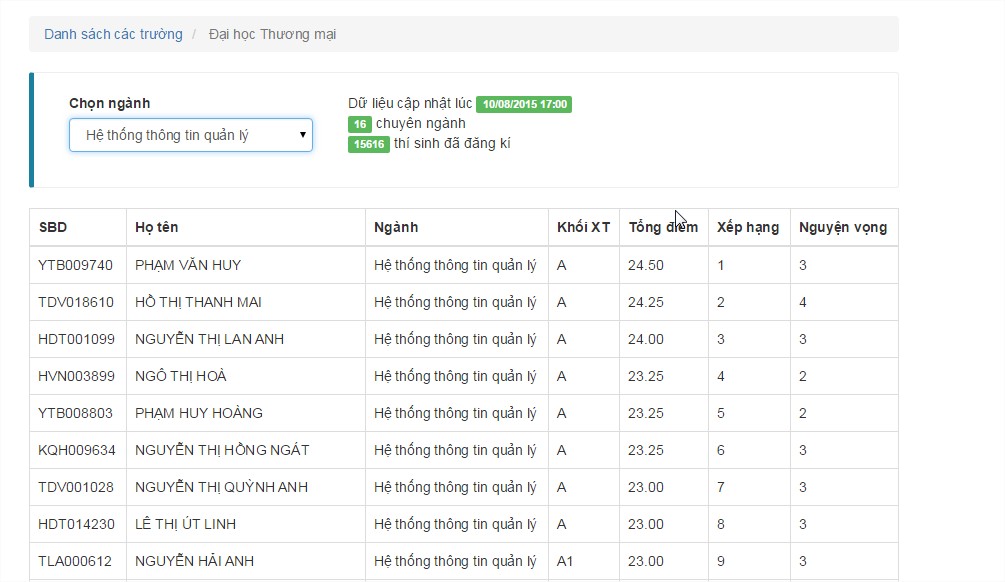 Danh sách các trường / Đại học Thương mại
Chọn ngành
Hệ thống thông tin quản lý
Dữ liệu cập nhật lúc 10/08/2015 17:00
16 chuyên ngành
15616 thí sinh đã đăng kí
SBD Họ tên Ngành Khối XT Tổng điểm Xếp hạng Nguyện vọng
YTB009740 PHẠM VĂN HUY Hệ thống thông tin quản lý A 24.50 1 3
TDV018610 HỒ THỊ THANH MAI Hệ thống thông tin quản lý A 24.25 2 4
HDT001099 NGUYỄN THỊ LAN ANH Hệ thống thông tin quản lý A 24.00 3 3
HVN003899 NGÔ THỊ HOÀ Hệ thống thông tin quản lý A 23.25 4 2
YTB008803 PHẠM HUY HOÀNG Hệ thống thông tin quản lý A 23.25 5 2
KQH009634 NGUYỄN THỊ HỒNG NGÁT Hệ thống thông tin quản lý A 23.25 6 3
TDV001028 NGUYỄN THỊ QUỲNH ANH Hệ thống thông tin quản lý A 23.00 7 3
HDT014230 LÊ THỊ ÚT LINH Hệ thống thông tin quản lý A 23.00 8 3
TLA000612 NGUYỄN HẢI ANH Hệ thống thông tin quản lý A1 23.00 9 3